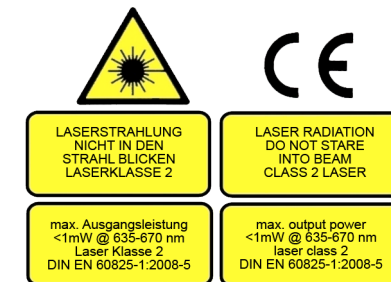 CE
LASERSTRAHLUNG
NICHT IN DEN
STRAHL BLICKEN
LASERKLASSE 2
LASER RADIATION
DO NOT STARE
INTO BEAM
CLASS 2 LASER
max. Ausgangsleistung
<1mW @ 635-670 nm
Laser Klasse 2
DIN EN 60825-1:2008-5
max. output power
<1mW @ 635-670 nm
laser class 2
DIN EN 60825-1:2008-5